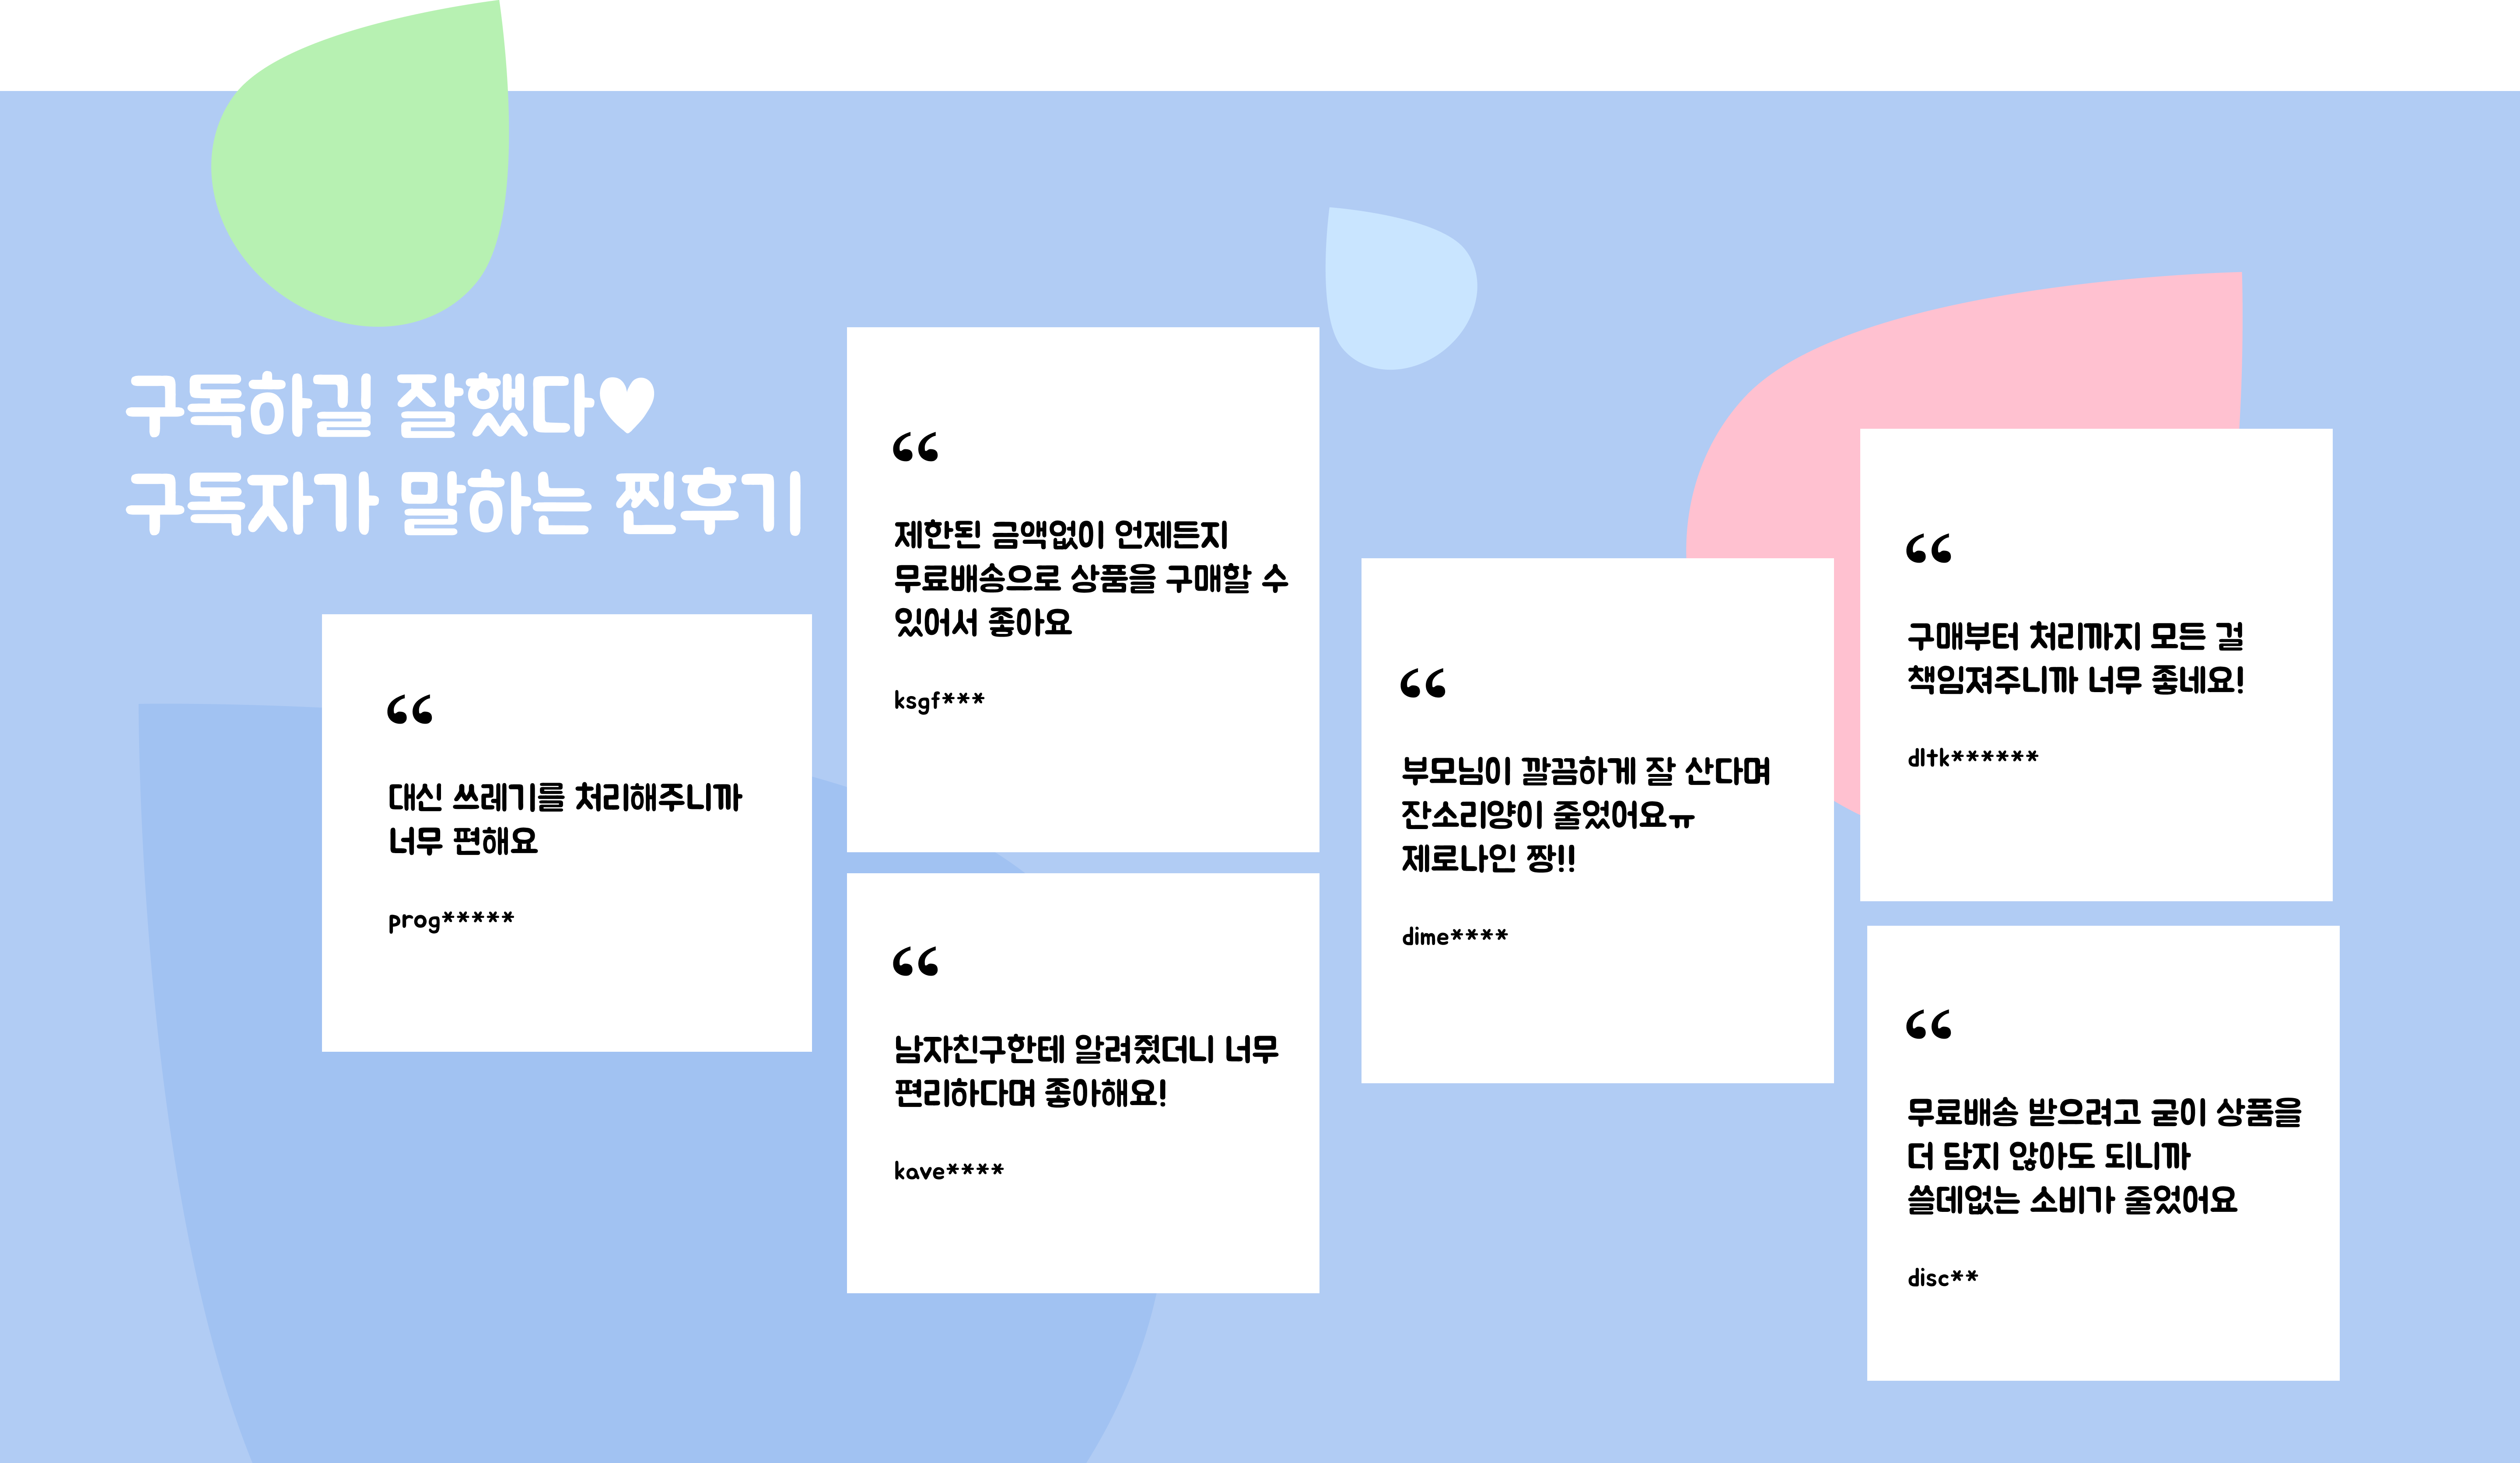 구독하길 잘했다♥
구독자가 말하는 찐후기
“
대신 쓰레기를 처리해주니까
너무 편해요
prog*****
“
제한된 금액없이 언제든지
무료배송으로 상품을 구매할 수
있어서 좋아요
ksgf***
“
남자친구한테 알려줬더니 너무
편리하다며 좋아해요!
kave****
“
부모님이 깔끔하게 잘 산다며
잔소리양이 줄었어요ㅠ
제로나인 짱!!
dime****
“
구매부터 처리까지 모든 걸
책임져주니까 너무 좋네요!
dltk******
“
무료배송 받으려고 굳이 상품을
더 담지 않아도 되니까
쓸데없는 소비가 줄었어요
disc**